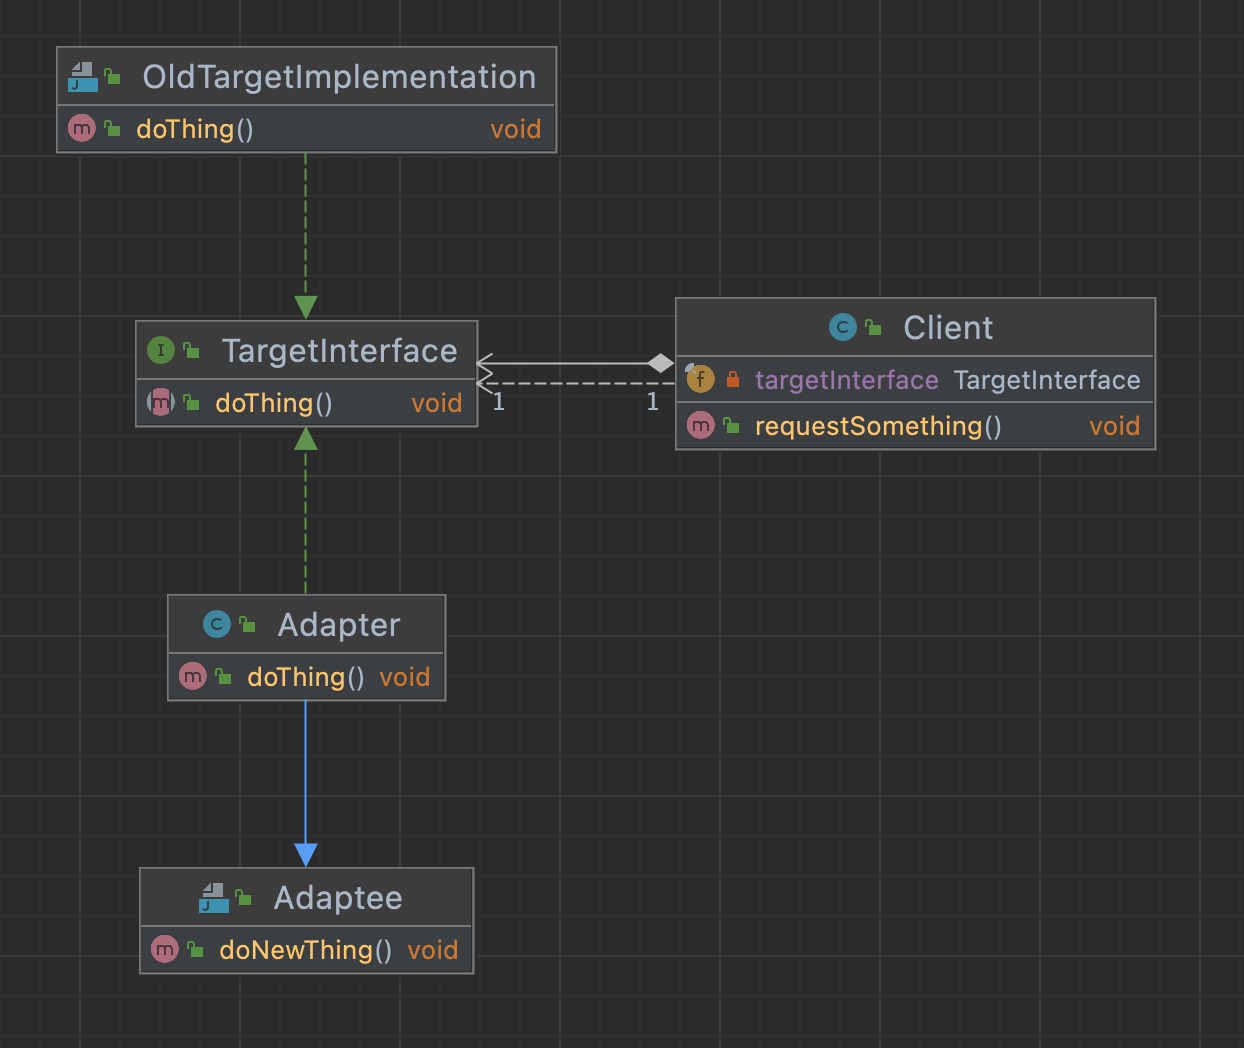 OldTargetImplementation
doThing() void
TargetInterface
doThing() void
1 1
Client
targetInterface TargetInterface
requestSomething() void
Adapter
doThing() void
Adaptee
doNewThing() void